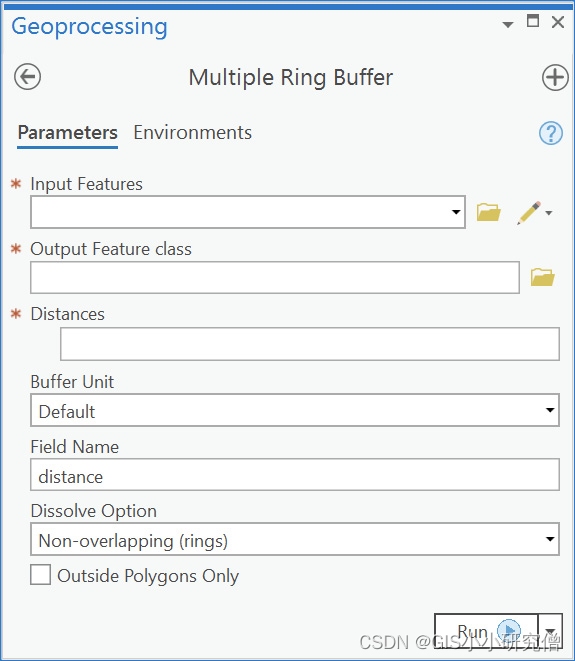 Geoprocessing
Multiple Ring Buffer
Parameters Environments
Input Features
Output Feature class
Distances
Buffer Unit
Default
Field Name
distance
Dissolve Option
Non-overlapping (rings)
Outside Polygons Only
Run
CSDN @GIS小小研究僧